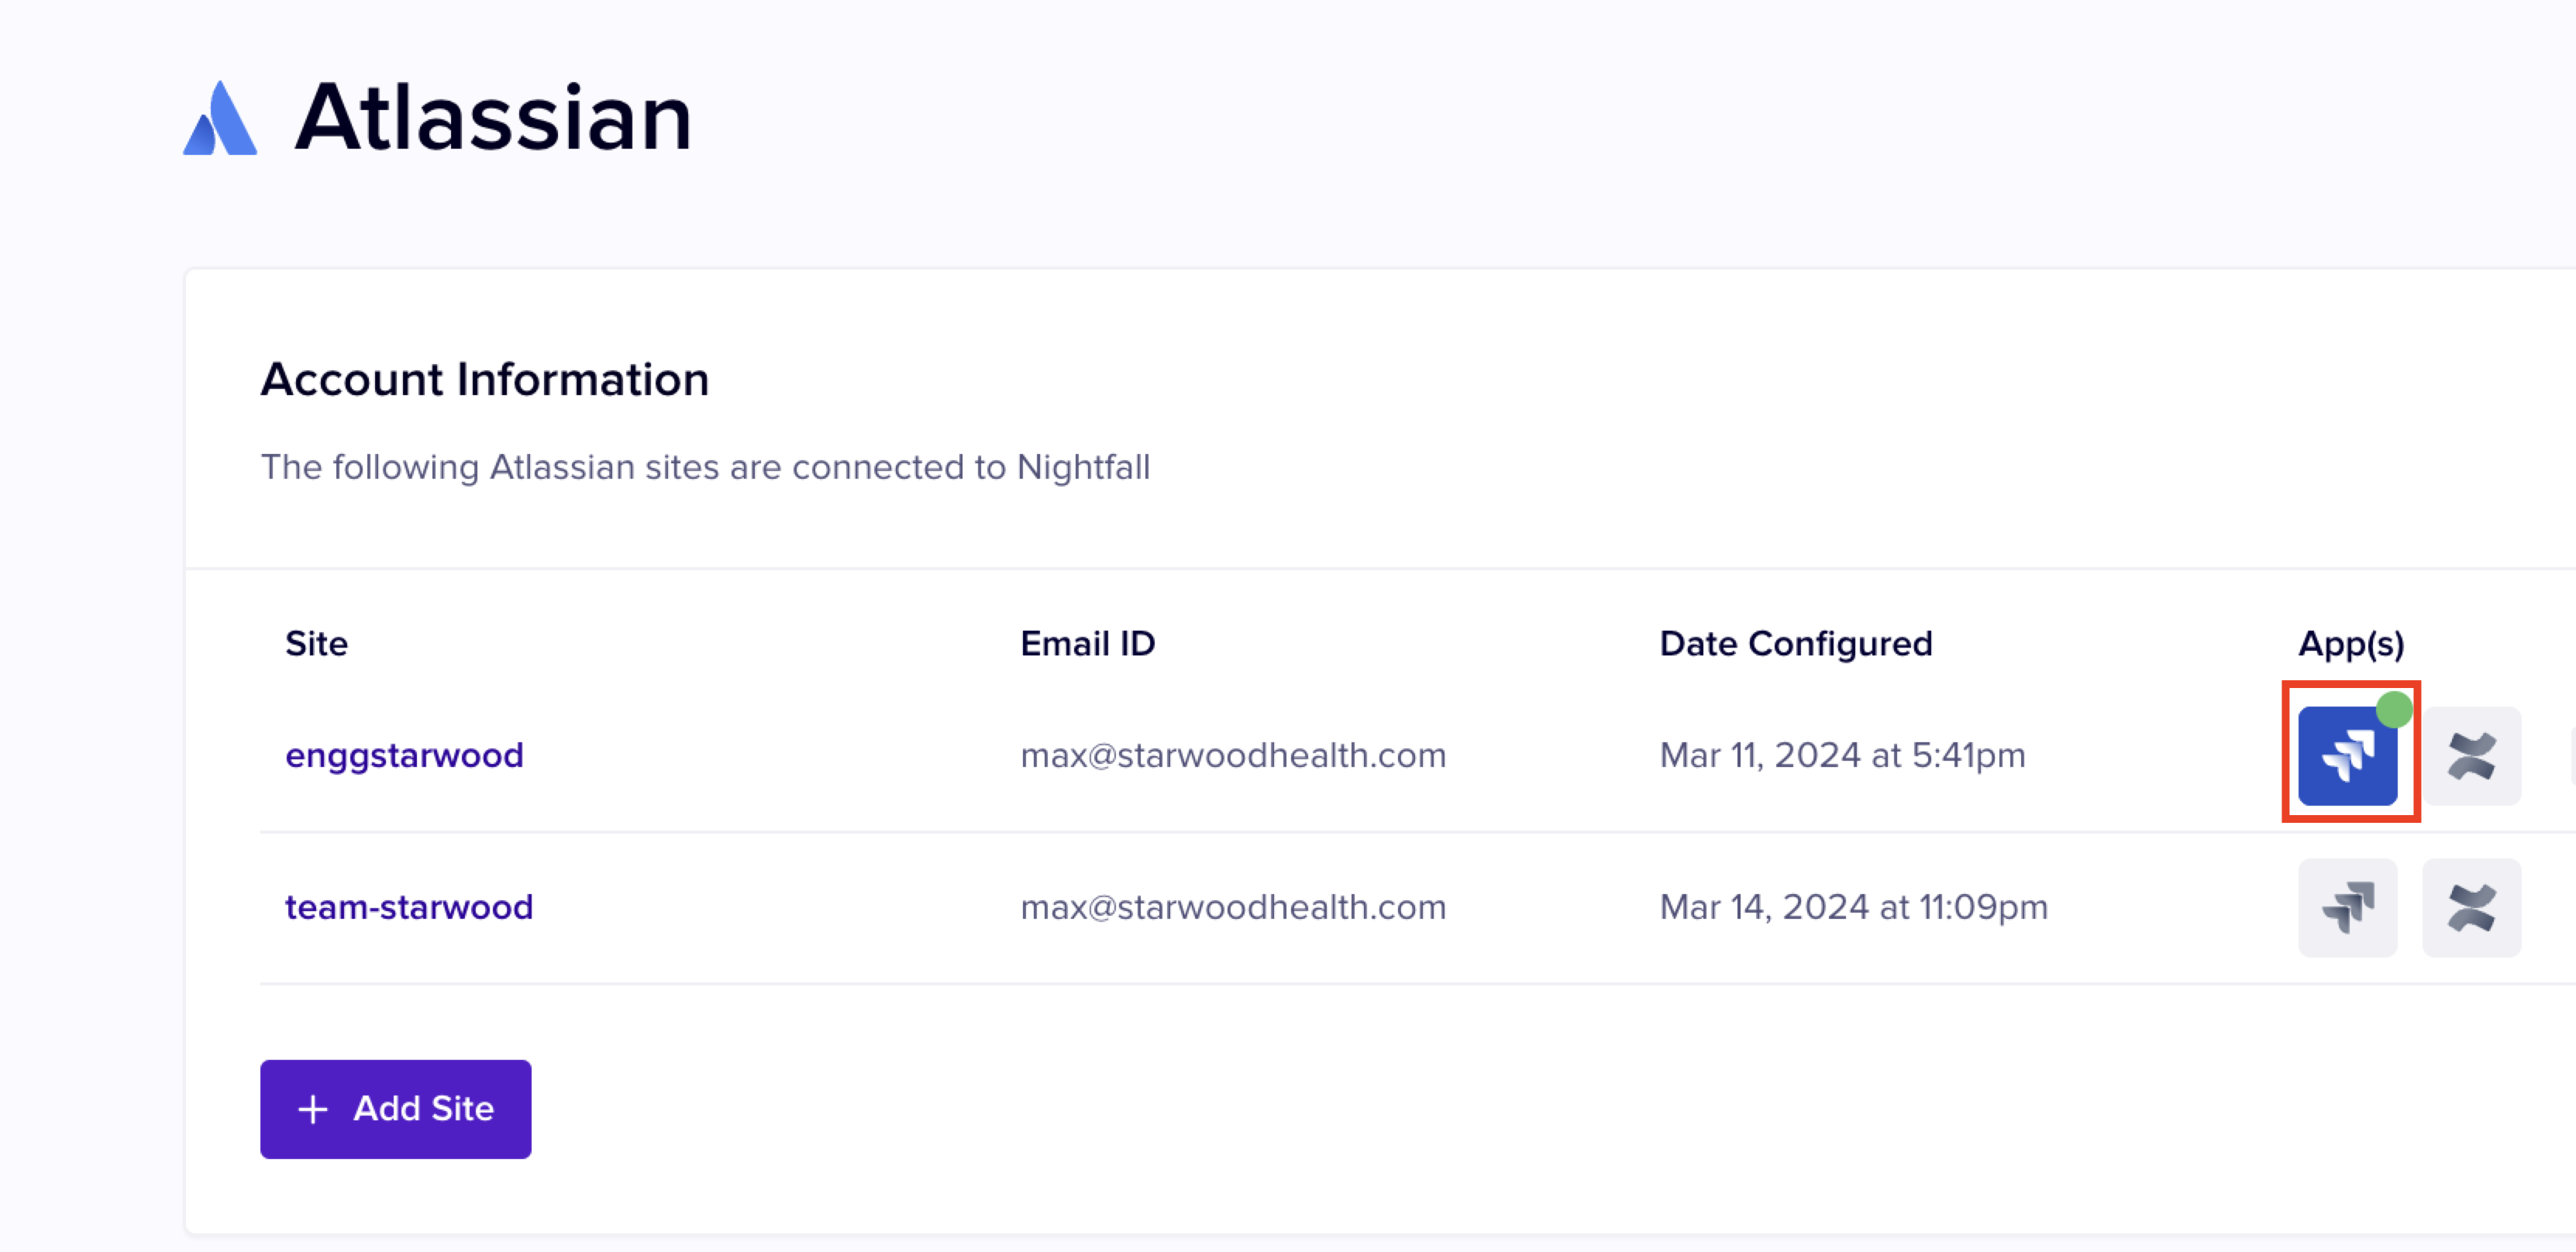 Atlassian
Account Information
The following Atlassian sites are connected to Nightfall
Site Email ID Date Configured App(s)
enggstarwood max@starwoodhealth.com Mar 11, 2024 at 5:41pm
team-starwood max@starwoodhealth.com Mar 14, 2024 at 11:09pm
+ Add Site